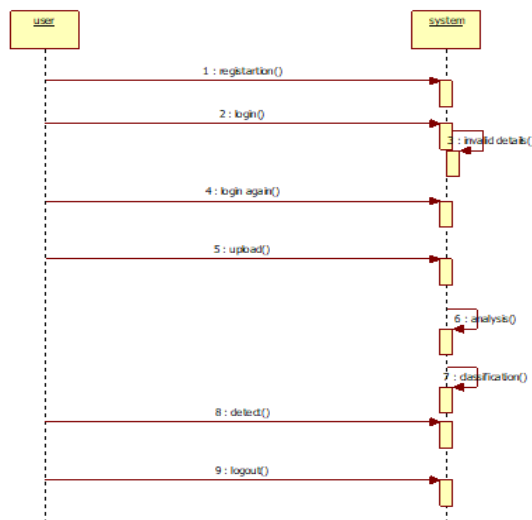 user
system
1 : registartion()
2 : login()
3 : invalid details()
4 : login again()
5 : upload()
6 : analysis()
7 : classification()
8 : detect()
9 : logout()